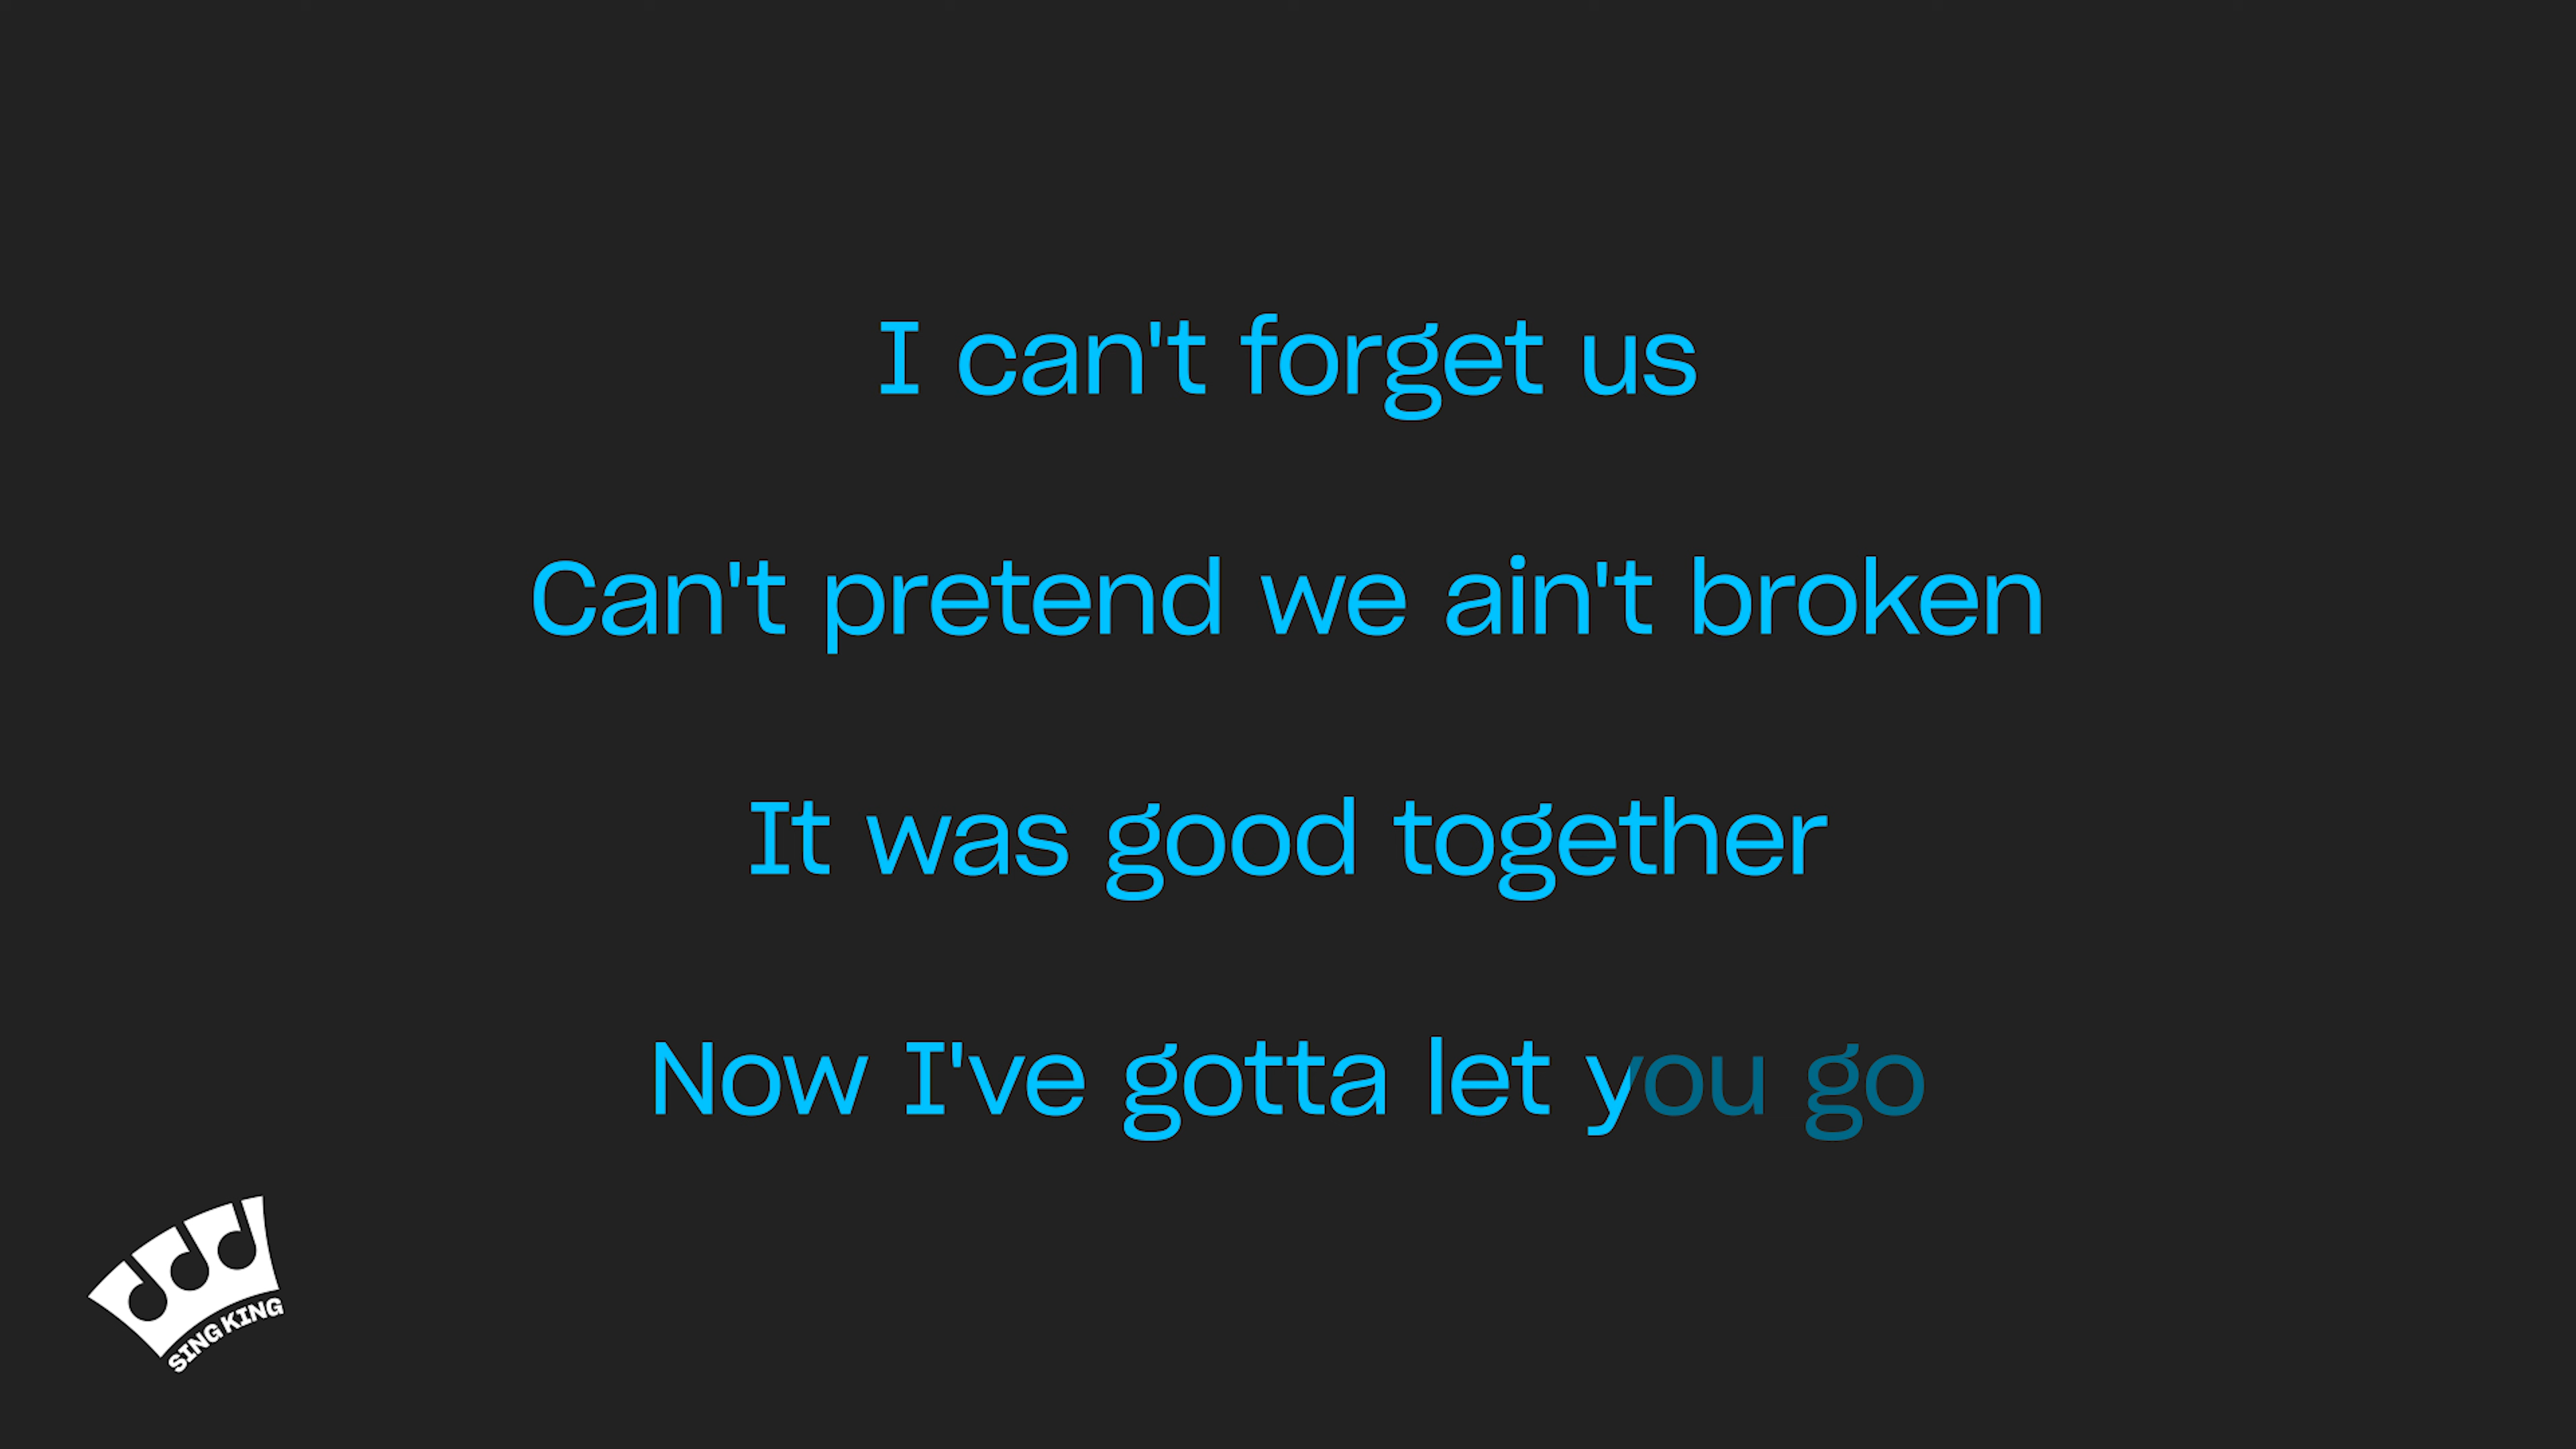 I can't forget us
Can't pretend we ain't broken
It was good together
Now I've gotta let you go
SING KING